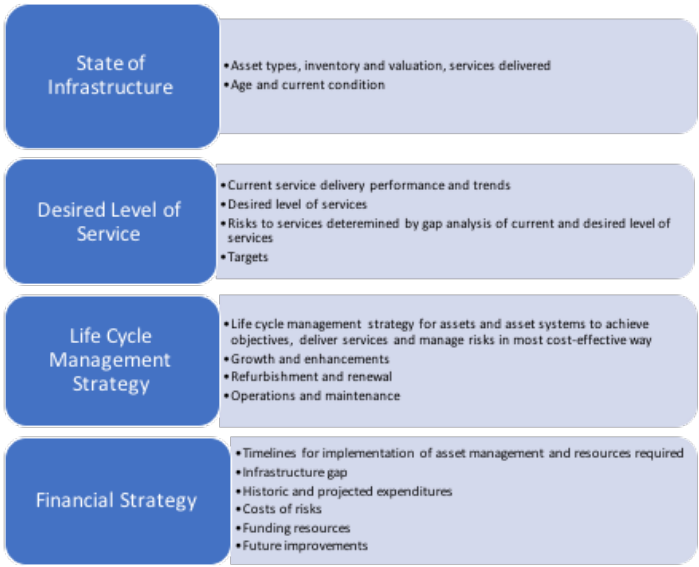 State of
Infrastructure
•Asset types, inventory and valuation, services delivered
•Age and current condition
Desired Level of
Service
•Current service delivery performance and trends
•Desired level of services
•Risks to services deteremined by gap analysis of current and desired level of
services
•Targets
Life Cycle
Management
Strategy
•Life cycle management strategy for assets and asset systems to achieve
objectives, deliver services and manage risks in most cost-effective way
•Growth and enhancements
•Refurbishment and renewal
•Operations and maintenance
Financial Strategy
•Timelines for implementation of asset management and resources required
•Infrastructure gap
•Historic and projected expenditures
•Costs of risks
•Funding resources
•Future improvements